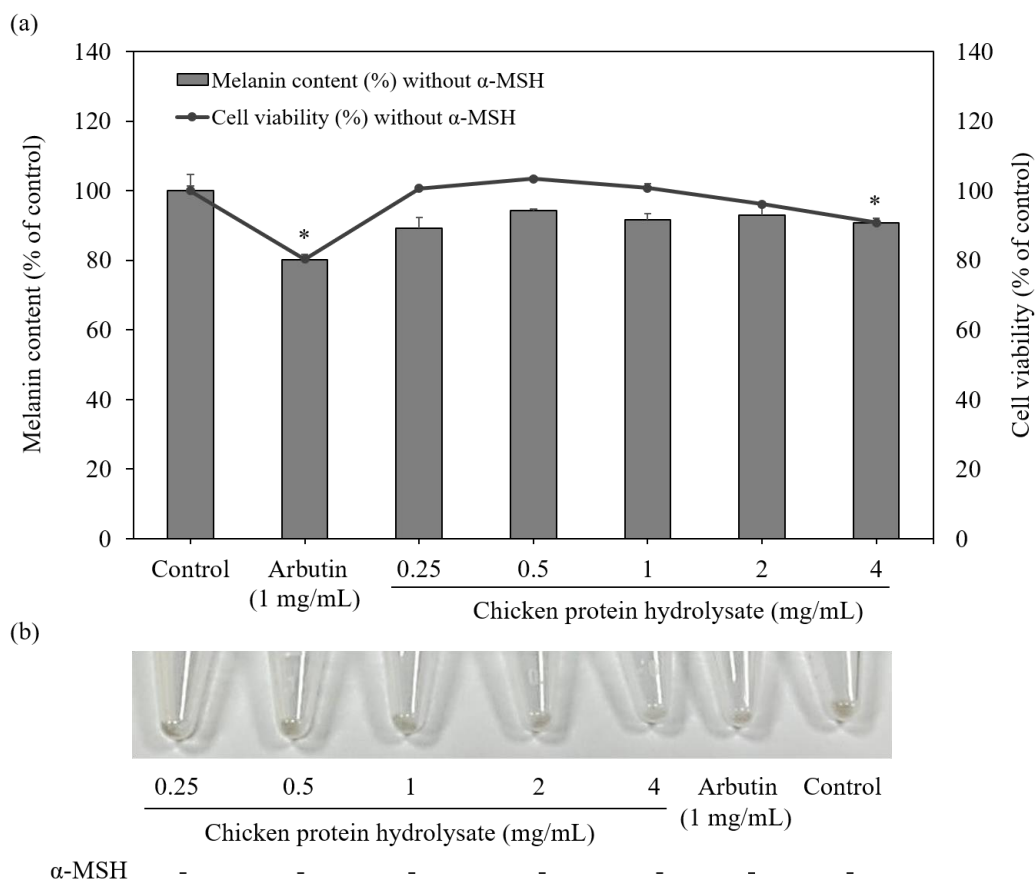 (a)
140 140
Melanin content (%) without α-MSH
120 Cell viability (%) without α-MSH 120
100 * 100
*
80 80
60 60
40 40
20 20
0 0
Melanin content (% of control)
Cell viability (% of control)
Control Arbutin 0.25 0.5 1 2 4
(1 mg/mL)
Chicken protein hydrolysate (mg/mL)
(b)
0.25 0.5 1 2 4 Arbutin Control
(1 mg/mL)
Chicken protein hydrolysate (mg/mL)
α-MSH - - - - - - -